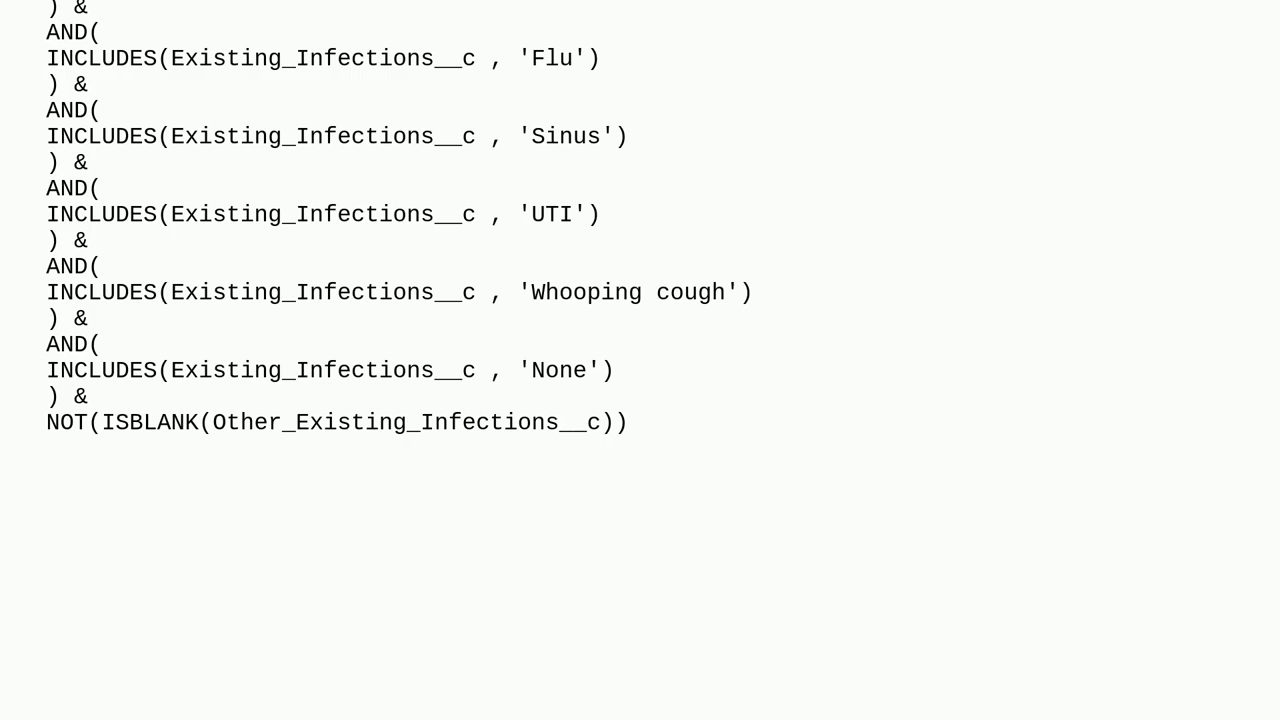 ) &
AND(
INCLUDES(Existing_Infections__c , 'Flu')
) &
AND(
INCLUDES(Existing_Infections__c , 'Sinus')
) &
AND(
INCLUDES(Existing_Infections__c , 'UTI')
) &
AND(
INCLUDES(Existing_Infections__c , 'Whooping cough')
) &
AND(
INCLUDES(Existing_Infections__c , 'None')
) &
NOT(ISBLANK(Other_Existing_Infections__c))